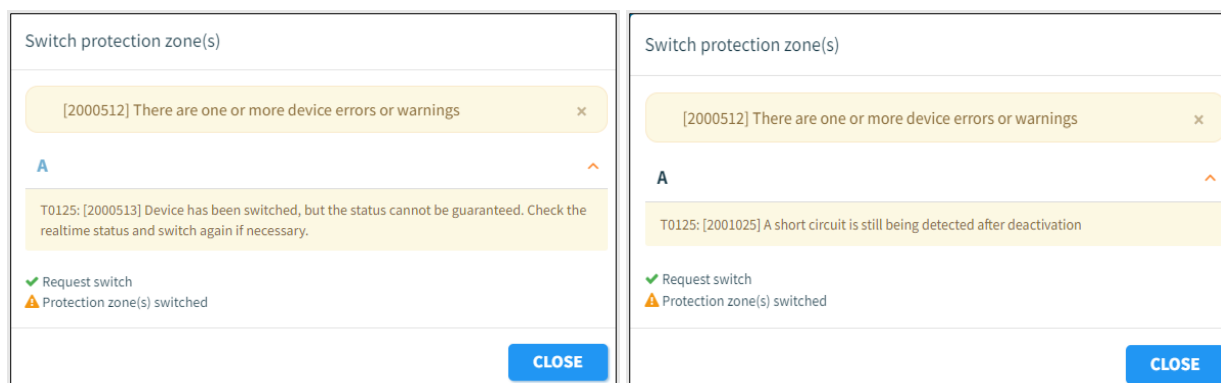 Switch protection zone(s)
[2000512] There are one or more device errors or warnings ×
A
T0125: [2000513] Device has been switched, but the status cannot be guaranteed. Check the
realtime status and switch again if necessary.
Request switch
Protection zone(s) switched
CLOSE
Switch protection zone(s)
[2000512] There are one or more device errors or warnings ×
A
T0125: [2001025] A short circuit is still being detected after deactivation
Request switch
Protection zone(s) switched
CLOSE